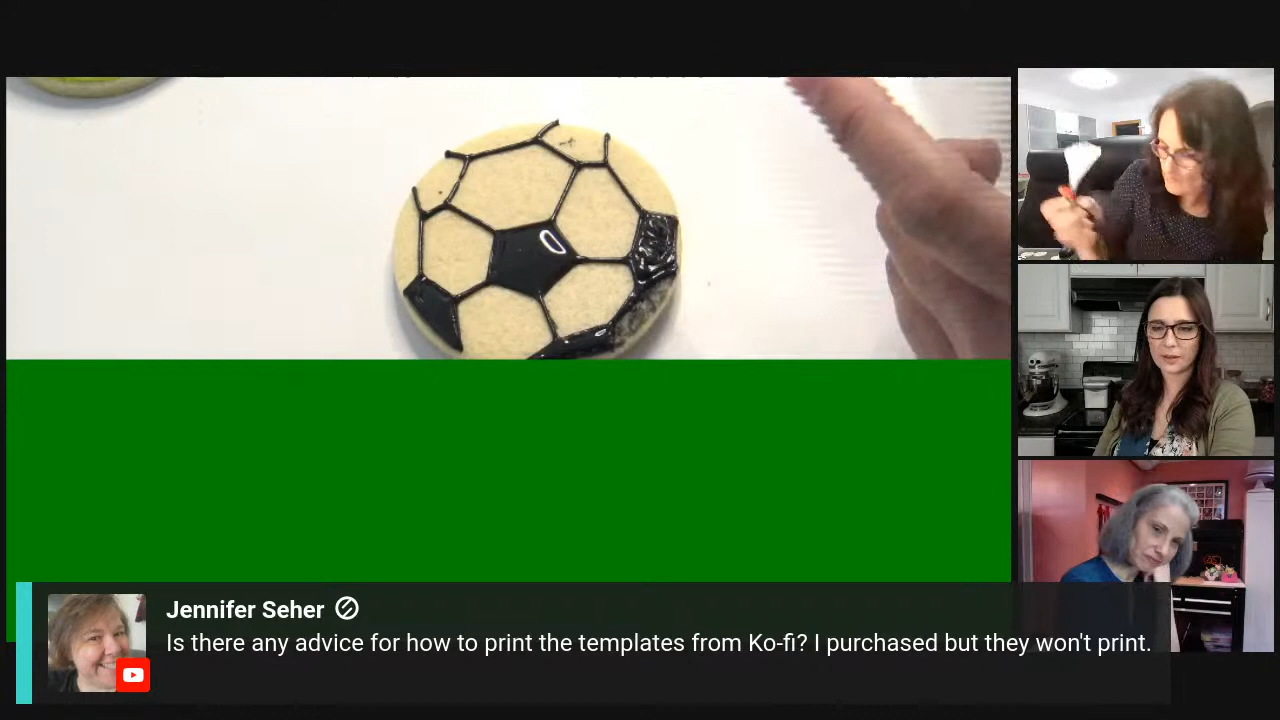 Jennifer Seher
Is there any advice for how to print the templates from Ko-fi? I purchased but they won't print.